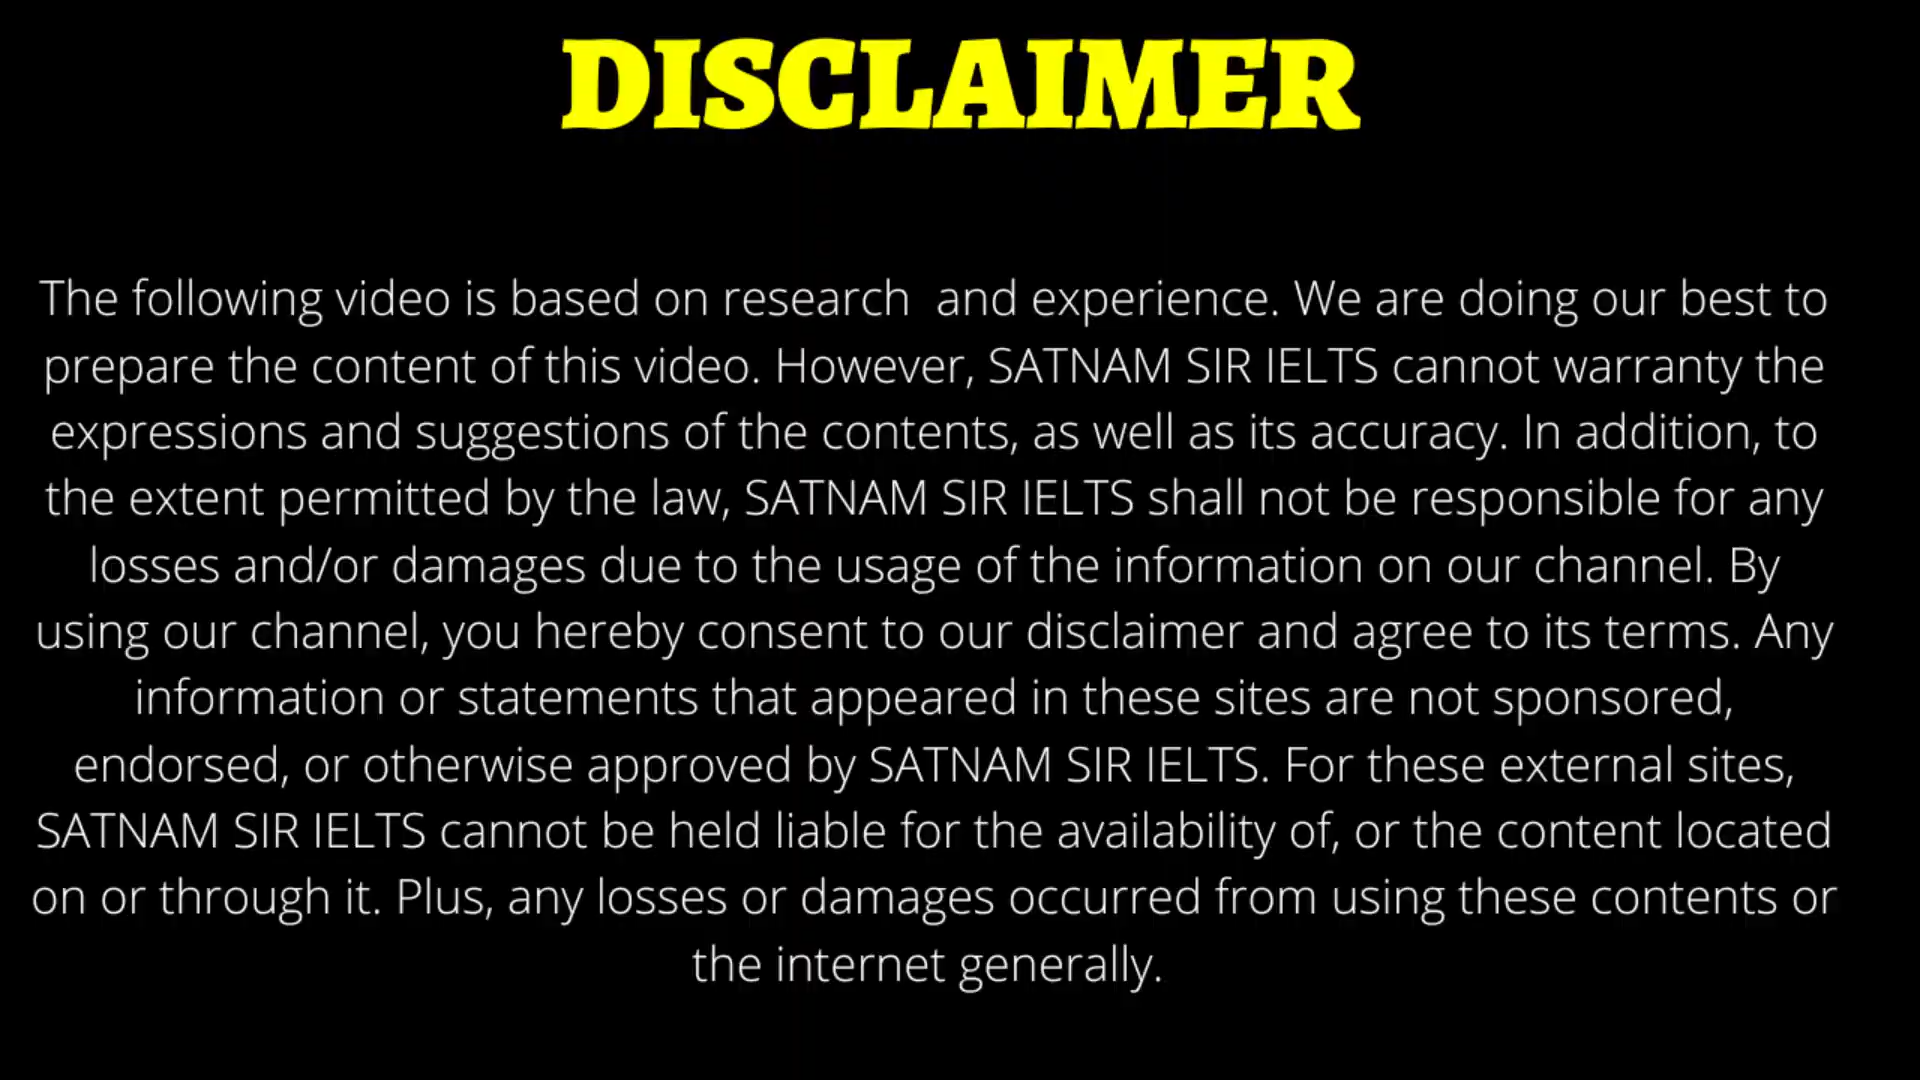 DISCLAIMER
The following video is based on research  and experience. We are doing our best to
prepare the content of this video. However, SATNAM SIR IELTS cannot warranty the
expressions and suggestions of the contents, as well as its accuracy. In addition, to
the extent permitted by the law, SATNAM SIR IELTS shall not be responsible for any
losses and/or damages due to the usage of the information on our channel. By
using our channel, you hereby consent to our disclaimer and agree to its terms. Any
information or statements that appeared in these sites are not sponsored,
endorsed, or otherwise approved by SATNAM SIR IELTS. For these external sites,
SATNAM SIR IELTS cannot be held liable for the availability of, or the content located
on or through it. Plus, any losses or damages occurred from using these contents or
the internet generally.